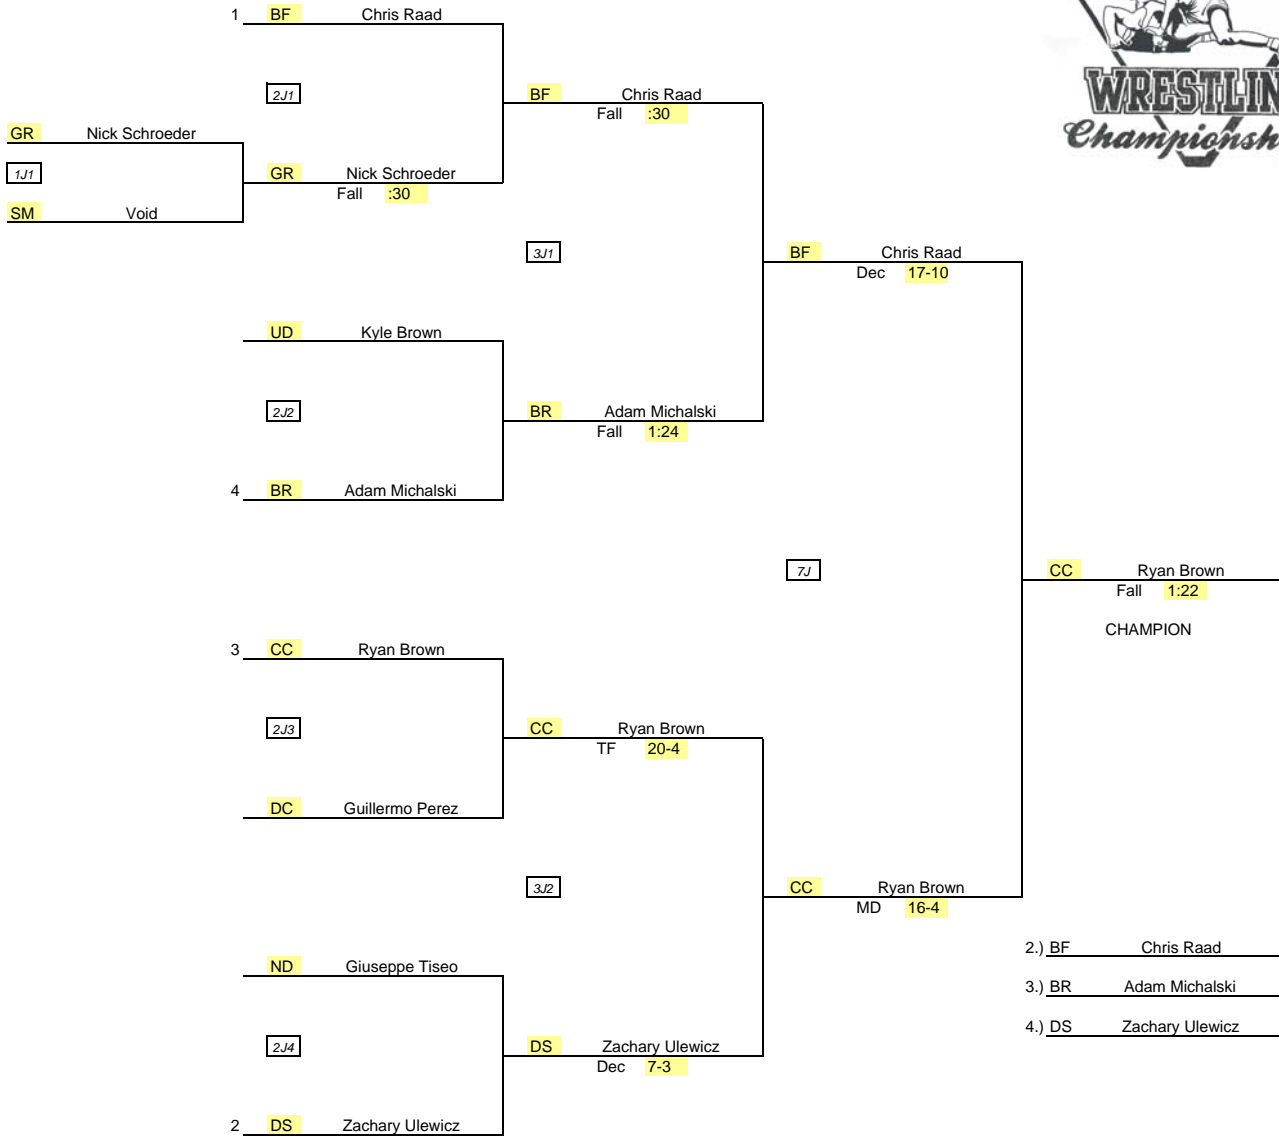 1 BF Chris Raad
2J1
BF Chris Raad
Fall :30
WRESTLIN
Championsh
GR Nick Schroeder
1J1
GR Nick Schroeder
Fall :30
SM Void
3J1
BF Chris Raad
Dec 17-10
UD Kyle Brown
2J2
BR Adam Michalski
Fall 1:24
4 BR Adam Michalski
7J
CC Ryan Brown
Fall 1:22
CHAMPION
3 CC Ryan Brown
2J3
CC Ryan Brown
TF 20-4
DC Guillermo Perez
3J2
CC Ryan Brown
MD 16-4
2.) BF Chris Raad
ND Giuseppe Tiseo
3.) BR Adam Michalski
4.) DS Zachary Ulewicz
2J4
DS Zachary Ulewicz
Dec 7-3
2 DS Zachary Ulewicz